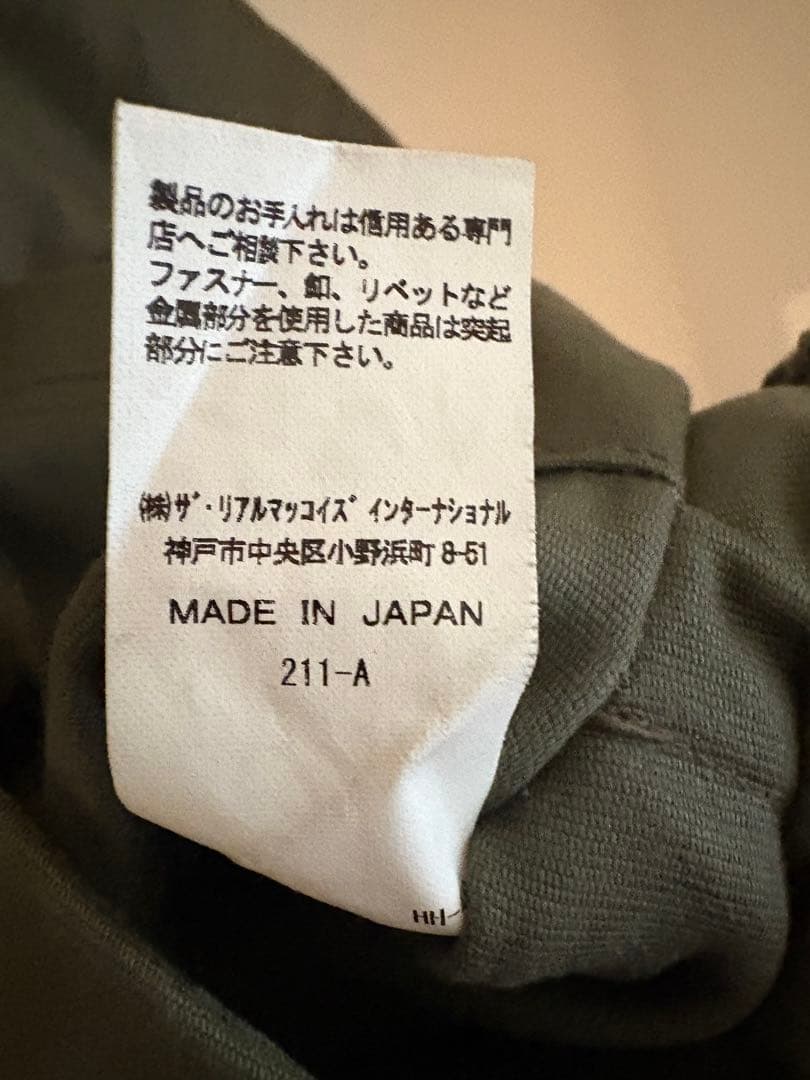 製品のお手入れは信用ある専門
店へご相談下さい。
ファスナー、釦、リベットなど
金属部分を使用した商品は突起
部分にご注意下さい。
(株)ザ・リアルマッコイズ インターナショナル
神戸市中央区小野浜町8-51
MADE IN JAPAN
211-A
HH-